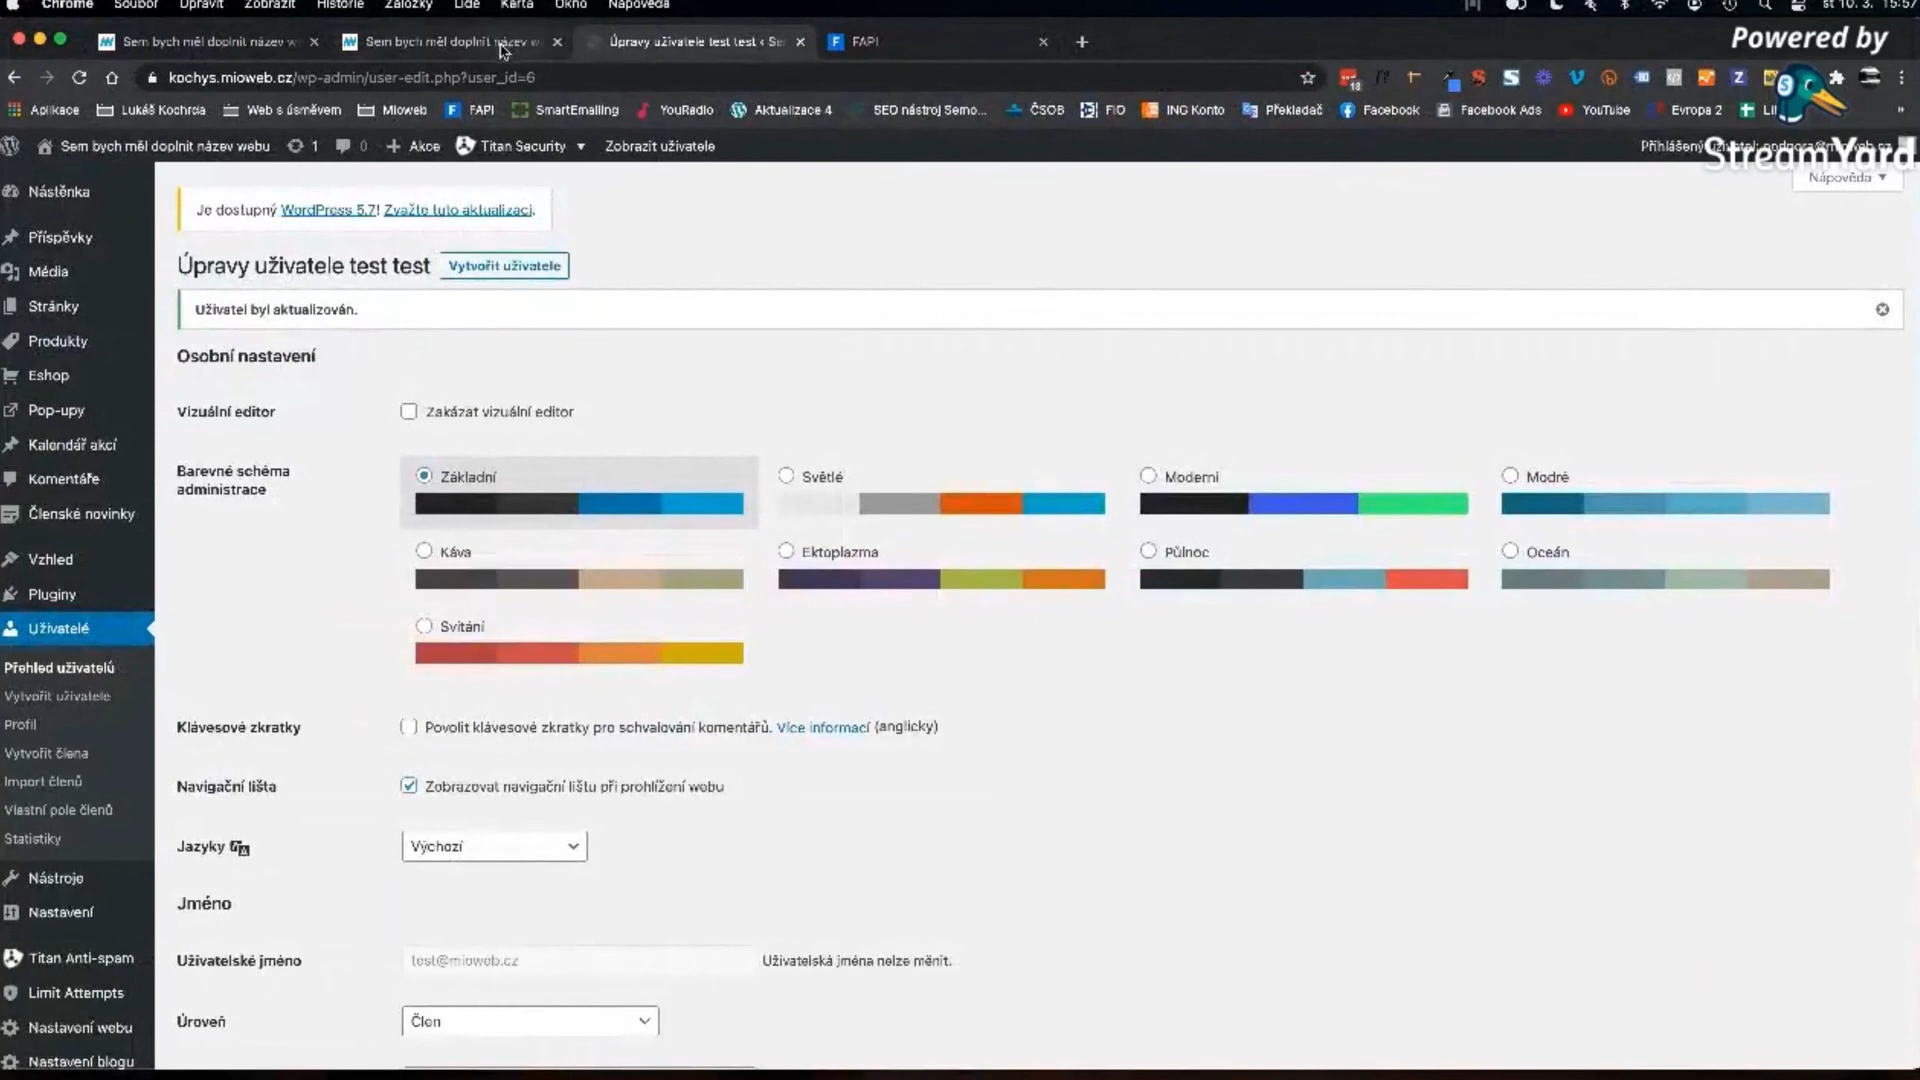 Chrome Soubor Upravit Zobrazit Historie Záložky Lidé Karta Okno Nápověda st 10. 3. 15:57
Sem bych měl doplnit název w Sem bych měl doplnit název w Úpravy uživatele test test ‹ Se FAPI
Powered by
kochys.mioweb.cz/wp-admin/user-edit.php?user_id=6
Aplikace Lukáš Kochrda Web s úsměvem Mioweb FAPI SmartEmailing YouRadio Aktualizace 4 SEO nástroj Semo... ČSOB FIO ING Konto Překladač Facebook Facebook Ads YouTube Evropa 2
Sem bych měl doplnit název webu 1 0 Akce Titan Security Zobrazit uživatele Přihlášený
StreamYard
Nápověda
Nástěnka
Příspěvky
Média
Stránky
Produkty
Eshop
Pop-upy
Kalendář akcí
Komentáře
Členské novinky
Vzhled
Pluginy
Uživatelé
Přehled uživatelů
Vytvořit uživatele
Profil
Vytvořit člena
Import členů
Vlastní pole členů
Statistiky
Nástroje
Nastavení
Titan Anti-spam
Limit Attempts
Nastavení webu
Nastavení blogu
Je dostupný WordPress 5.7! Zvažte tuto aktualizaci.
Úpravy uživatele test test Vytvořit uživatele
Uživatel byl aktualizován.
Osobní nastavení
Vizuální editor Zakázat vizuální editor
Barevné schéma administrace
Základní Světlé Moderní Modré
Káva Ektoplazma Půlnoc Oceán
Svítání
Klávesové zkratky Povolit klávesové zkratky pro schvalování komentářů. Více informací (anglicky)
Navigační lišta Zobrazovat navigační lištu při prohlížení webu
Jazyky Výchozí
Jméno
Uživatelské jméno test@mioweb.cz Uživatelská jména nelze měnit.
Úroveň Člen